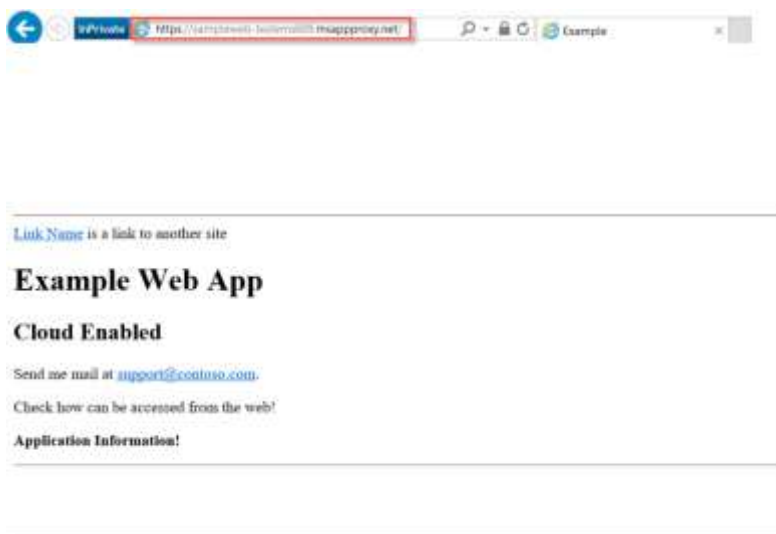 InPrivate https:// msappproxy.net/ Example
Link Name is a link to another site
Example Web App
Cloud Enabled
Send me mail at support@contoso.com.
Check how can be accessed from the web!
Application Information!